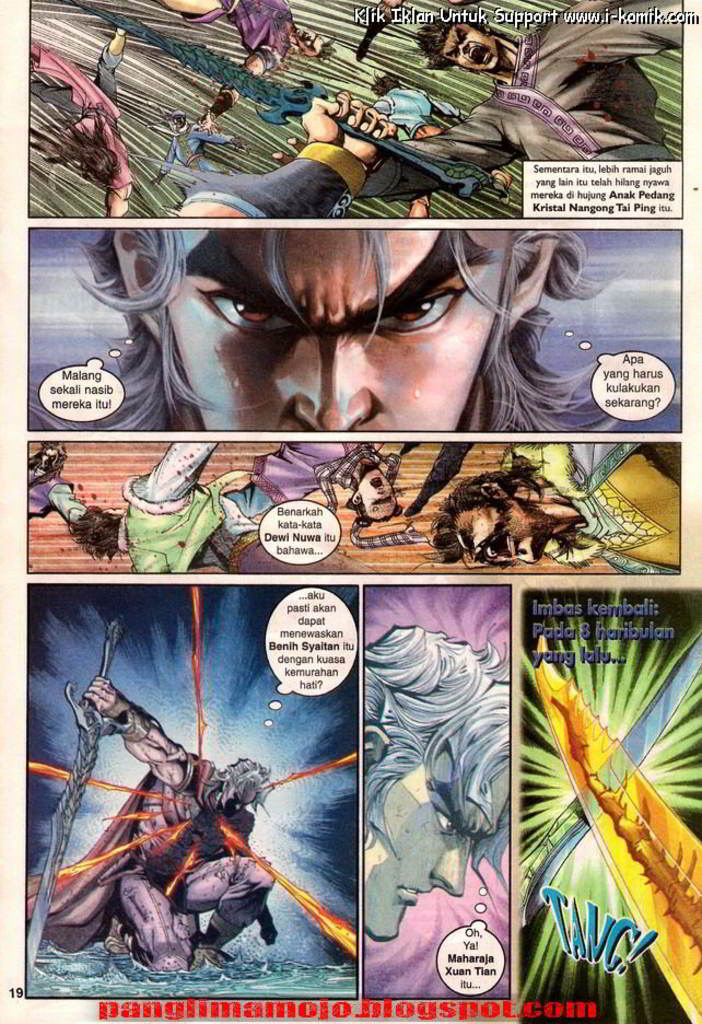 Klik Iklan Untuk Support www.i-komik.com
Sementara itu, lebih ramai jaguh
yang lain itu telah hilang nyawa
mereka di hujung Anak Pedang
Kristal Nangong Tai Ping itu.
Malang
sekali nasib
mereka itu!
Apa
yang harus
kulakukan
sekarang?
Benarkah
kata-kata
Dewi Nuwa itu
bahawa...
...aku
pasti akan
dapat
menewaskan
Benih Syaitan itu
dengan kuasa
kemurahan
hati?
Oh,
Ya!
Maharaja
Xuan Tian
itu...
Imbas kembali:
Pada 8 haribulan
yang lalu...
TANG!
19
panglimamojo.blogspot.com